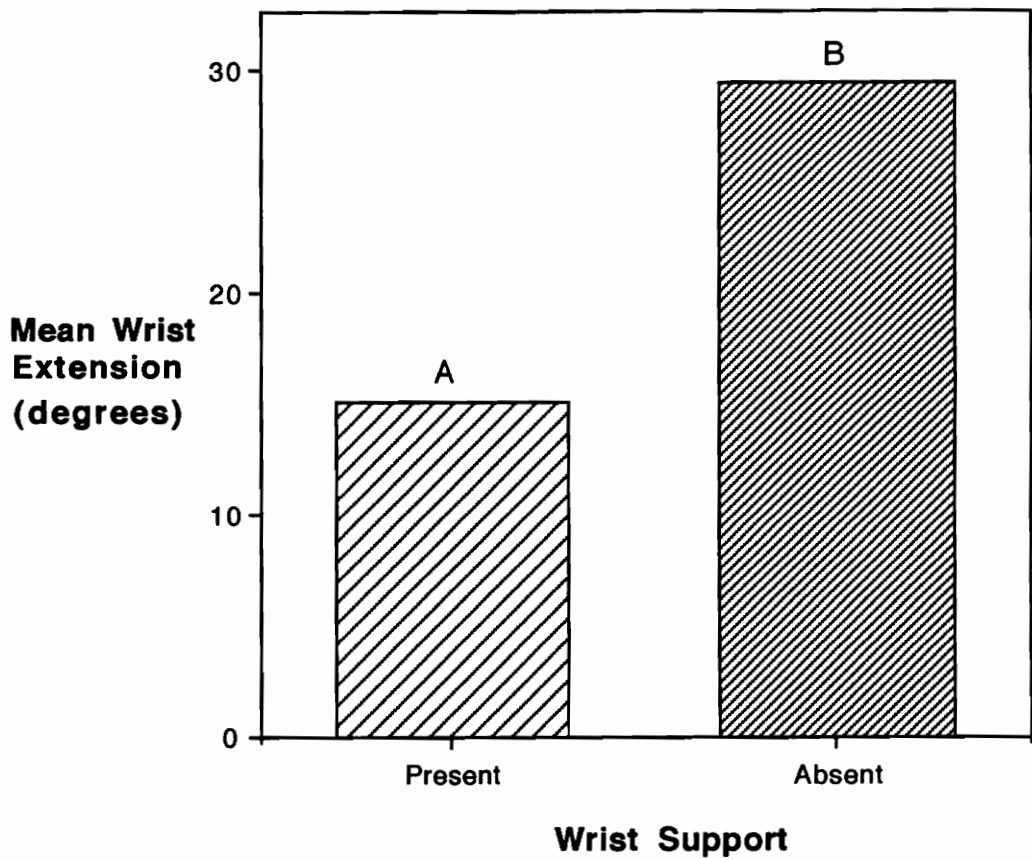 30
20
10
0
Mean Wrist
Extension
(degrees)
A
B
Present
Absent
Wrist Support